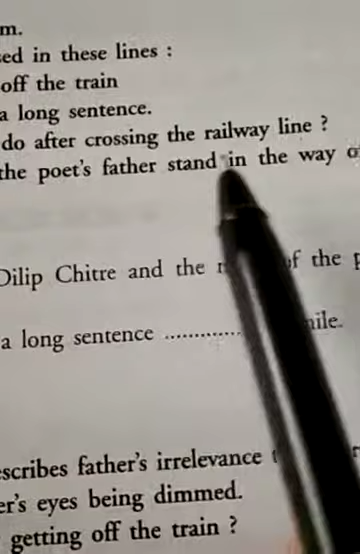 m.
sed in these lines :
off the train
a long sentence.
do after crossing the railway line ?
the poet's father stand in the way
Dilip Chitre and the of the
a long sentence ............
escribes father's irrelevance
er's eyes being dimmed.
getting off the train ?